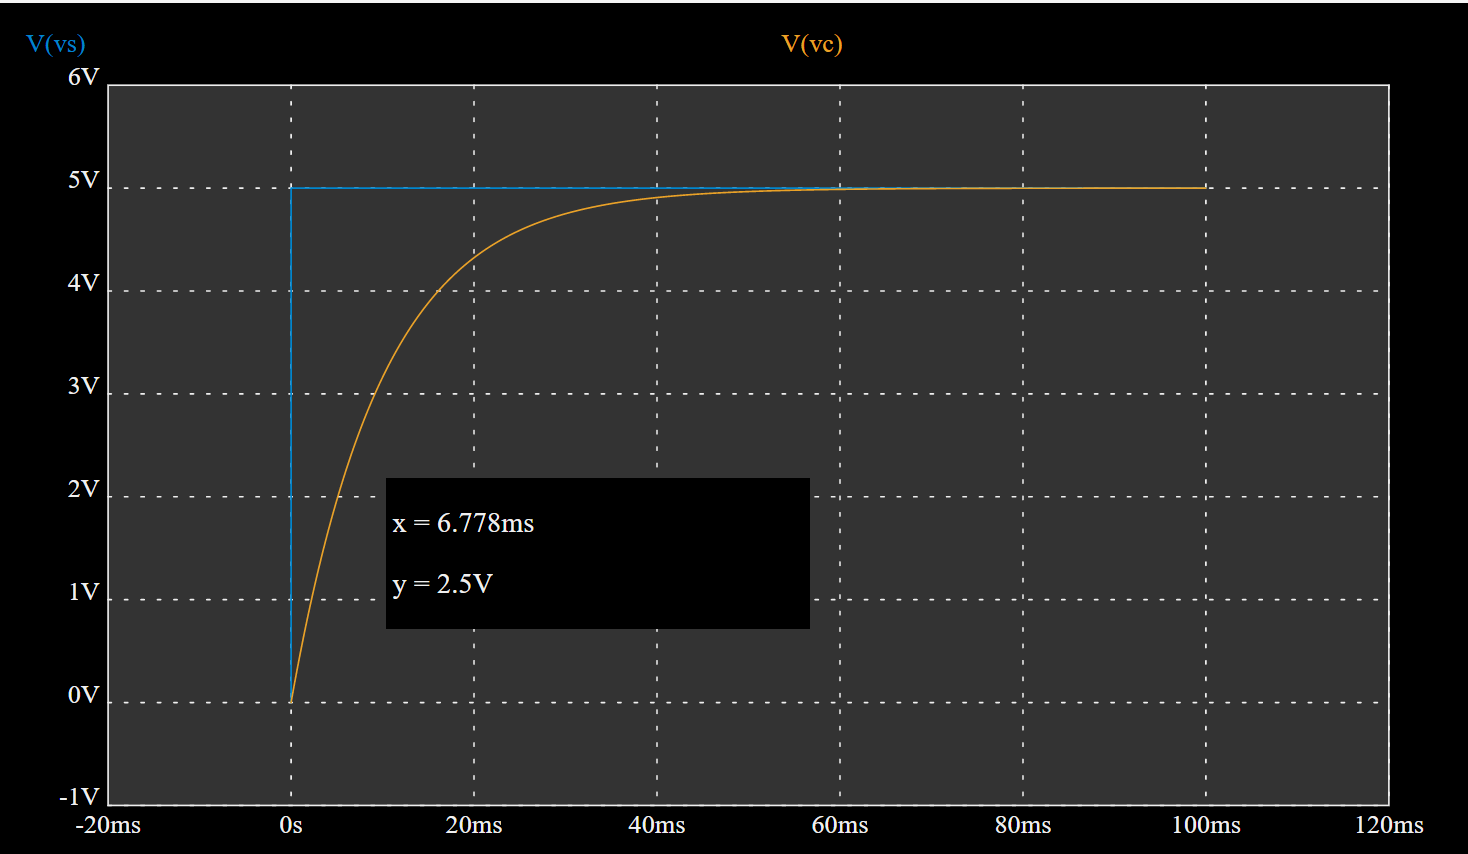 V(vs) V(vc)
6V
5V
4V
3V
2V
x = 6.778ms
y = 2.5V
1V
0V
-1V
-20ms 0s 20ms 40ms 60ms 80ms 100ms 120ms